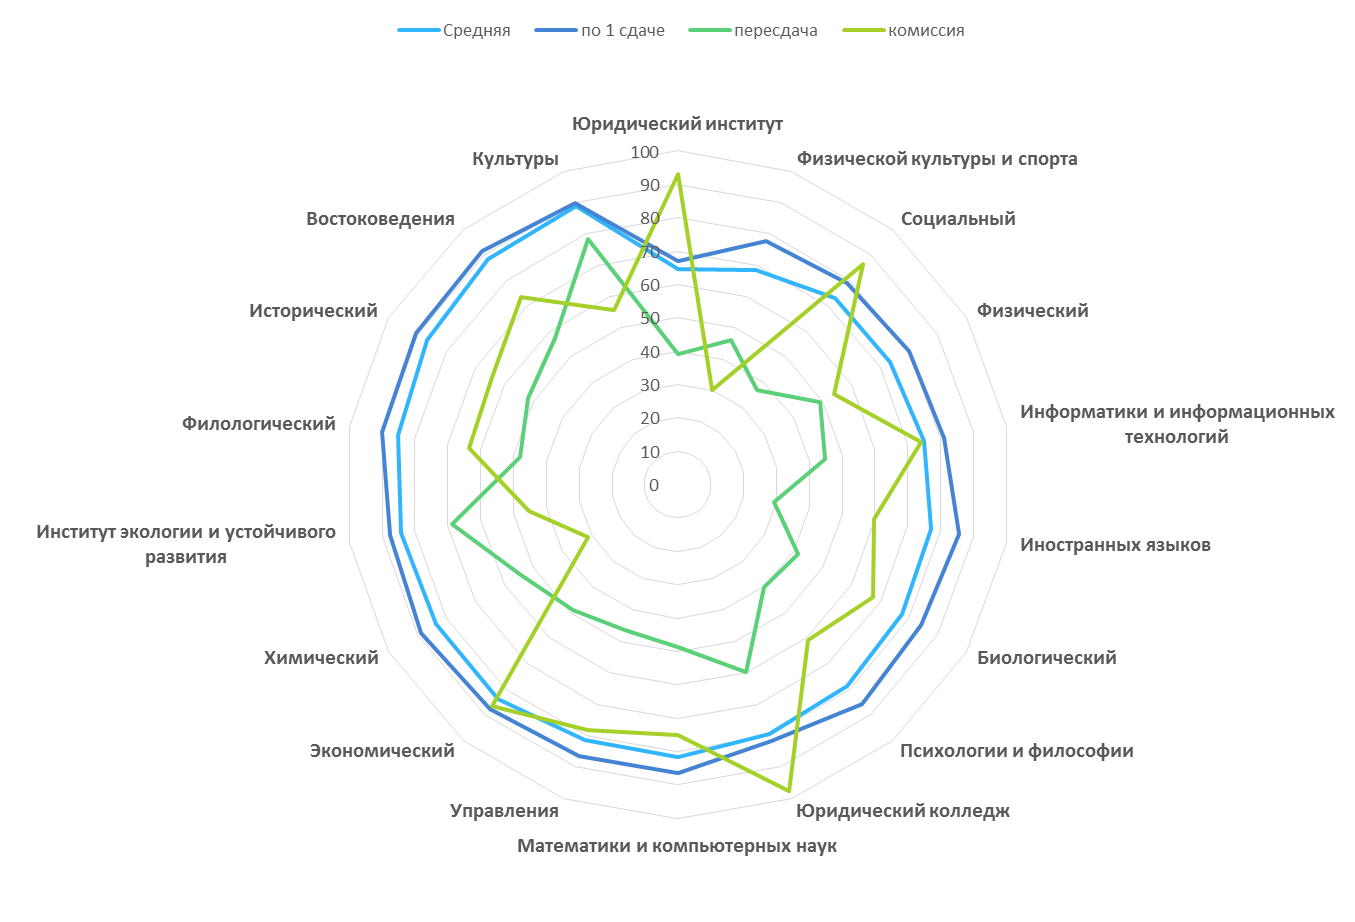 Средняя по 1 сдаче пересдача комиссия
Юридический институт
Культуры
Физической культуры и спорта
Востоковедения
Социальный
Исторический
Физический
Филологический
Информатики и информационных
технологий
Институт экологии и устойчивого
развития
Иностранных языков
Химический
Биологический
Экономический
Психологии и философии
Управления
Юридический колледж
Математики и компьютерных наук
100
90
80
70
60
50
40
30
20
10
0